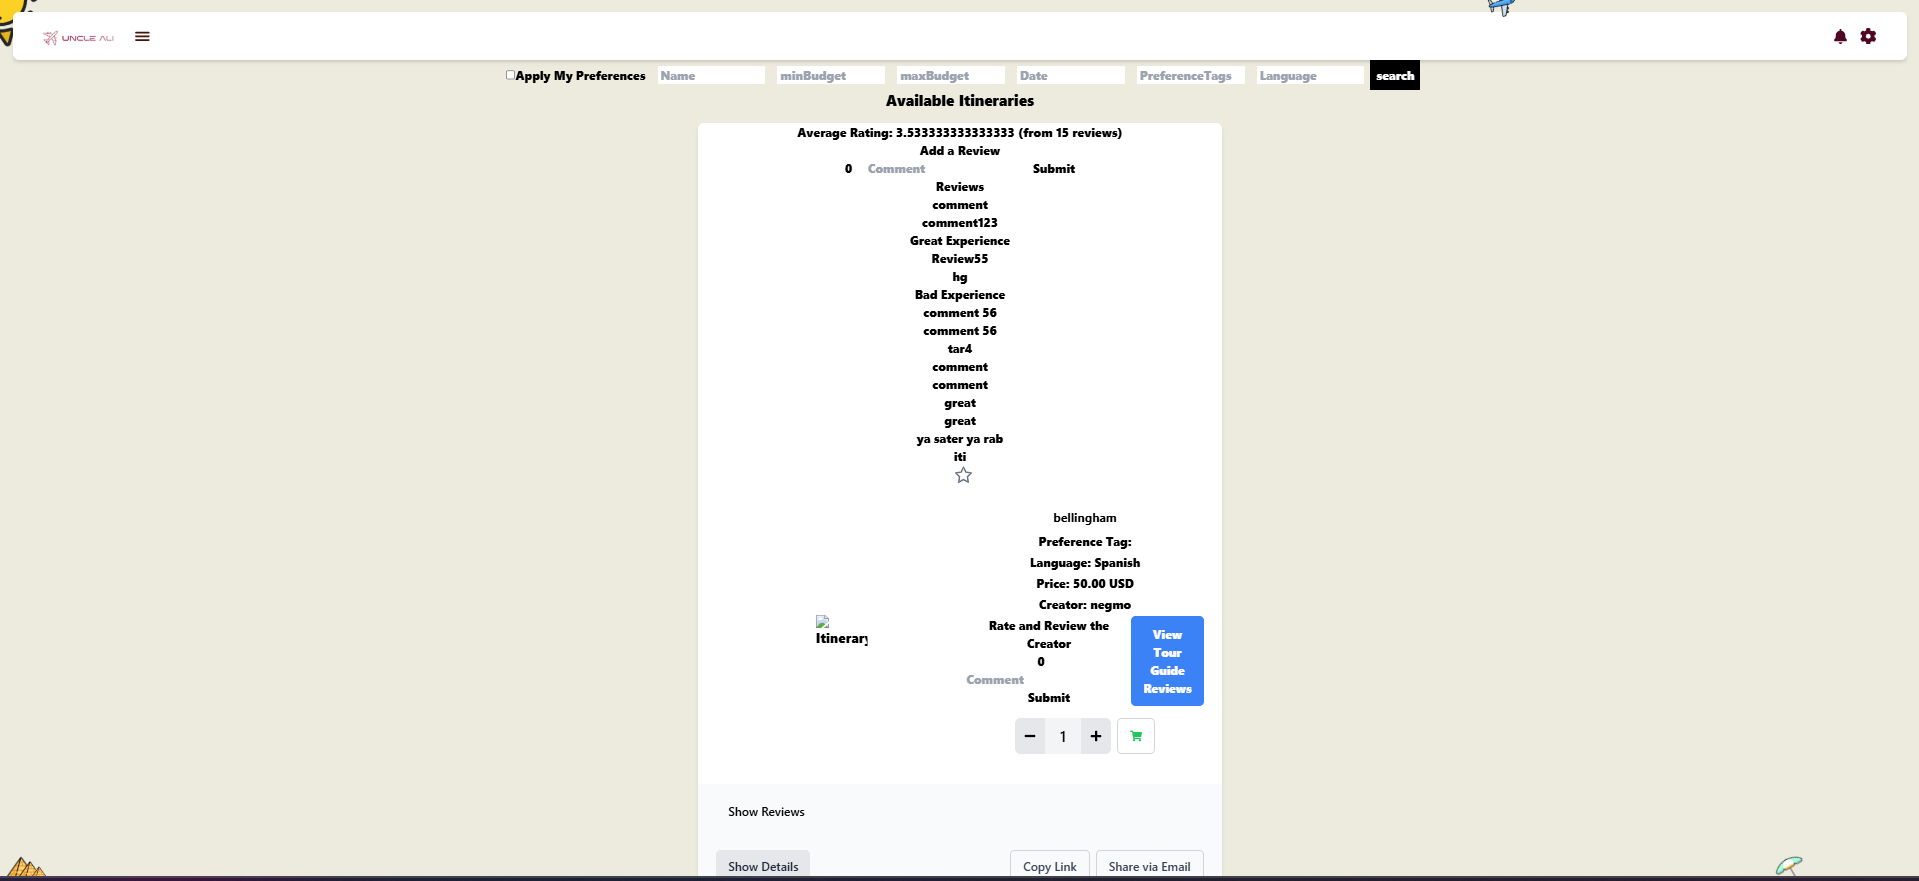 UNCLE ALI
Apply My Preferences Name minBudget maxBudget Date PreferenceTags Language search
Available Itineraries
Average Rating: 3.533333333333333 (from 15 reviews)
Add a Review
0 Comment Submit
Reviews
comment
comment123
Great Experience
Review55
hg
Bad Experience
comment 56
comment 56
tar4
comment
comment
great
great
ya sater ya rab
iti
bellingham
Preference Tag:
Language: Spanish
Price: 50.00 USD
Creator: negmo
Itinerary
Rate and Review the
Creator
0
Comment
Submit
View
Tour
Guide
Reviews
1
Show Reviews
Show Details Copy Link Share via Email